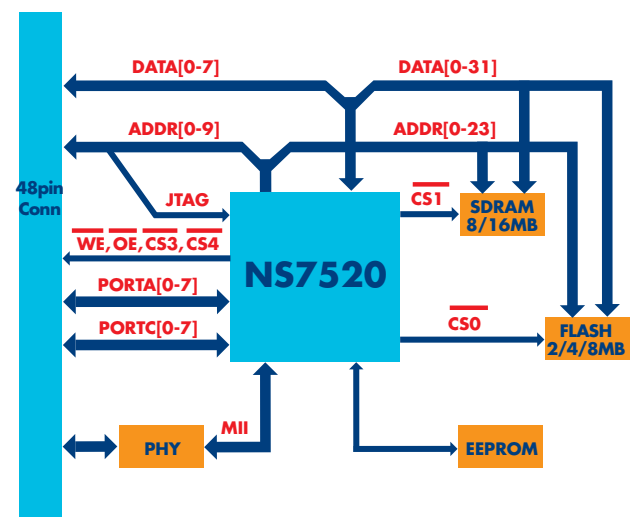 DATA[0-7]
DATA[0-31]
ADDR[0-9]
ADDR[0-23]
48pin
Conn
JTAG
CS1
SDRAM
8/16MB
WE, OE, CS3, CS4
NS7520
PORTA[0-7]
PORTC[0-7]
CS0
FLASH
2/4/8MB
MII
PHY
EEPROM